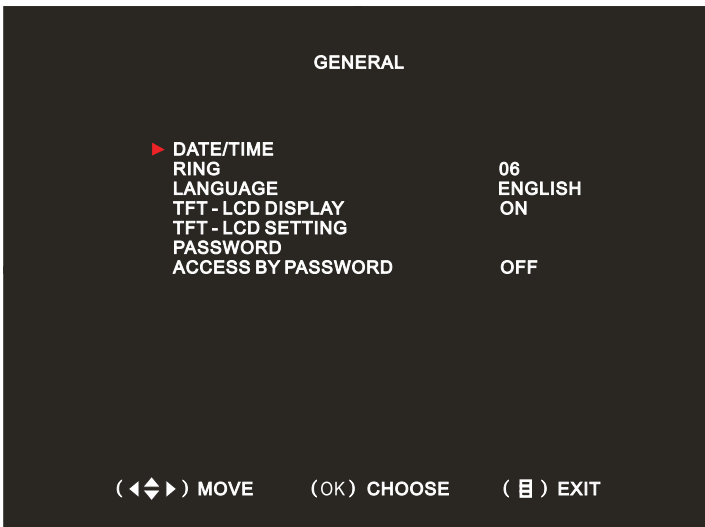 GENERAL
DATE/TIME
RING 06
LANGUAGE ENGLISH
TFT - LCD DISPLAY ON
TFT - LCD SETTING
PASSWORD
ACCESS BY PASSWORD OFF
( ) MOVE (OK) CHOOSE ( ) EXIT